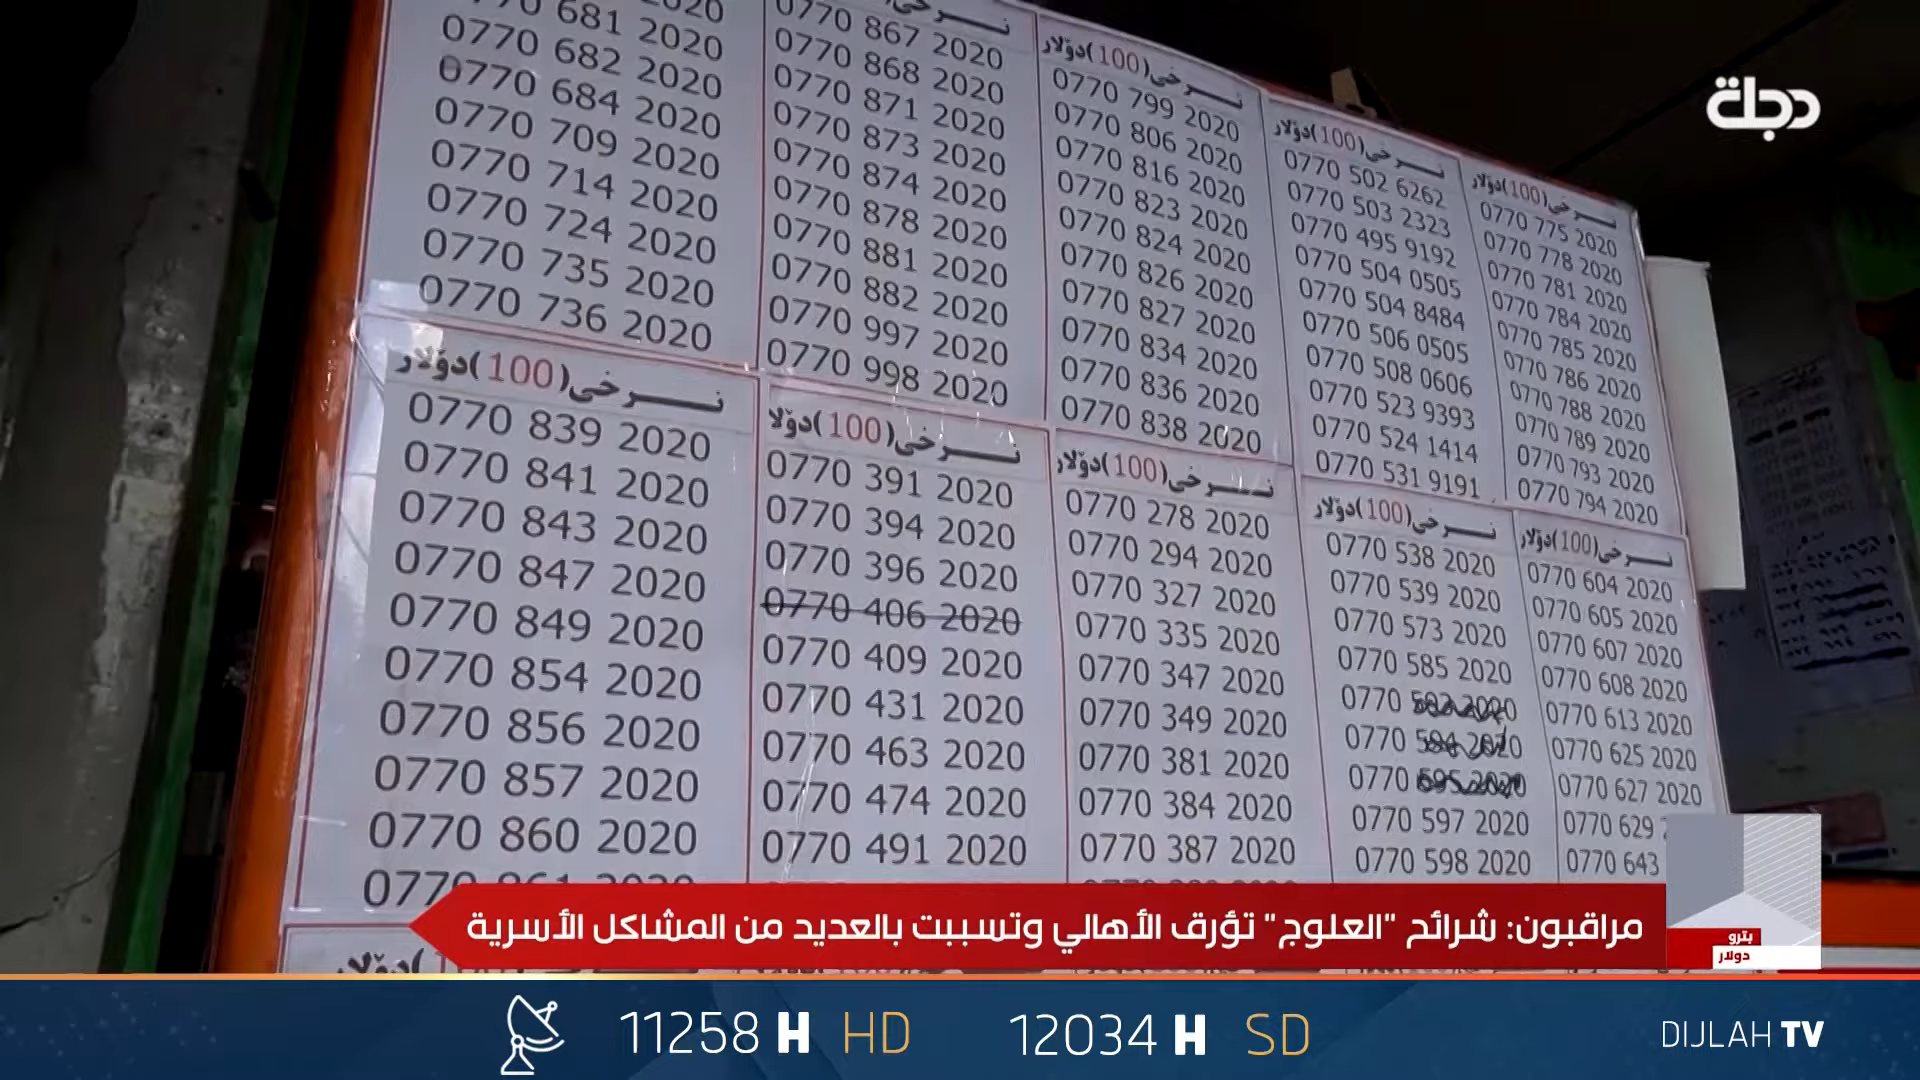 دجلة
0770 681 2020
0770 682 2020
0770 684 2020
0770 709 2020
0770 714 2020
0770 724 2020
0770 735 2020
0770 736 2020
0770 867 2020
0770 868 2020
0770 871 2020
0770 873 2020
0770 874 2020
0770 878 2020
0770 881 2020
0770 882 2020
0770 997 2020
0770 998 2020
نرخی(100)دۆلار
0770 799 2020
0770 806 2020
0770 816 2020
0770 823 2020
0770 824 2020
0770 826 2020
0770 827 2020
0770 834 2020
0770 836 2020
0770 838 2020
نرخی(100)دۆلار
0770 502 6262
0770 503 2323
0770 495 9192
0770 504 0505
0770 504 8484
0770 506 0505
0770 508 0606
0770 523 9393
0770 524 1414
0770 531 9191
نرخی(100)دۆلار
0770 775 2020
0770 778 2020
0770 781 2020
0770 784 2020
0770 785 2020
0770 786 2020
0770 788 2020
0770 789 2020
0770 793 2020
0770 794 2020
نرخی(100)دۆلار
0770 839 2020
0770 841 2020
0770 843 2020
0770 847 2020
0770 849 2020
0770 854 2020
0770 856 2020
0770 857 2020
0770 860 2020
نرخی(100)دۆلا
0770 391 2020
0770 394 2020
0770 396 2020
0770 406 2020
0770 409 2020
0770 431 2020
0770 463 2020
0770 474 2020
0770 491 2020
نرخی(100)دۆلار
0770 278 2020
0770 294 2020
0770 327 2020
0770 335 2020
0770 347 2020
0770 349 2020
0770 381 2020
0770 384 2020
0770 387 2020
نرخی(100)دۆلار
0770 538 2020
0770 539 2020
0770 573 2020
0770 585 2020
0770
0770
0770
0770 597 2020
0770 598 2020
نرخی(100)دۆلار
0770 604 2020
0770 605 2020
0770 607 2020
0770 608 2020
0770 613 2020
0770 625 2020
0770 627 2020
0770 629
0770 643
مراقبون: شرائح "العلوج" تؤرق الأهالي وتسببت بالعديد من المشاكل الأسرية
بترو
دولار
11258 H HD 12034 H SD DIJLAH TV